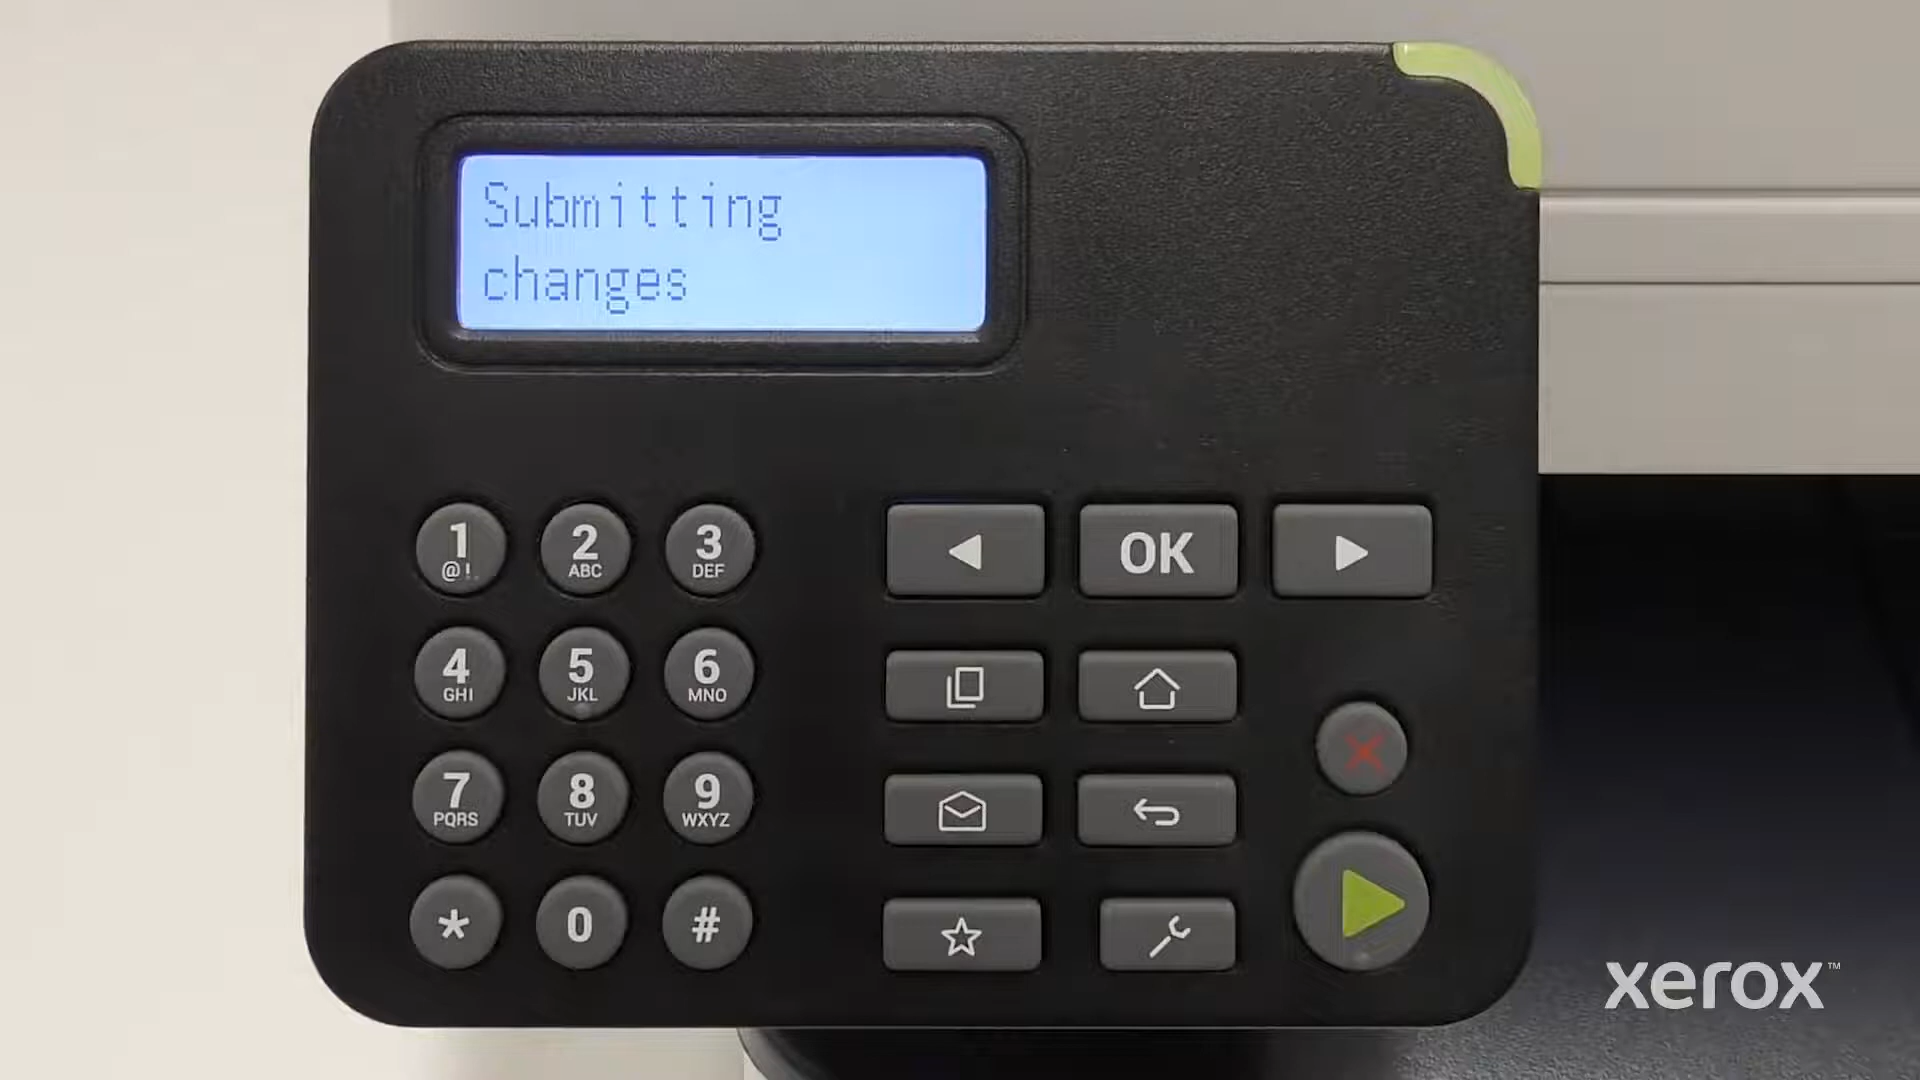 Submitting
changes
1 2 3
@!. ABC DEF
OK
4 5 6
GHI JKL MNO
7 8 9
PQRS TUV WXYZ
* 0 #
xerox™